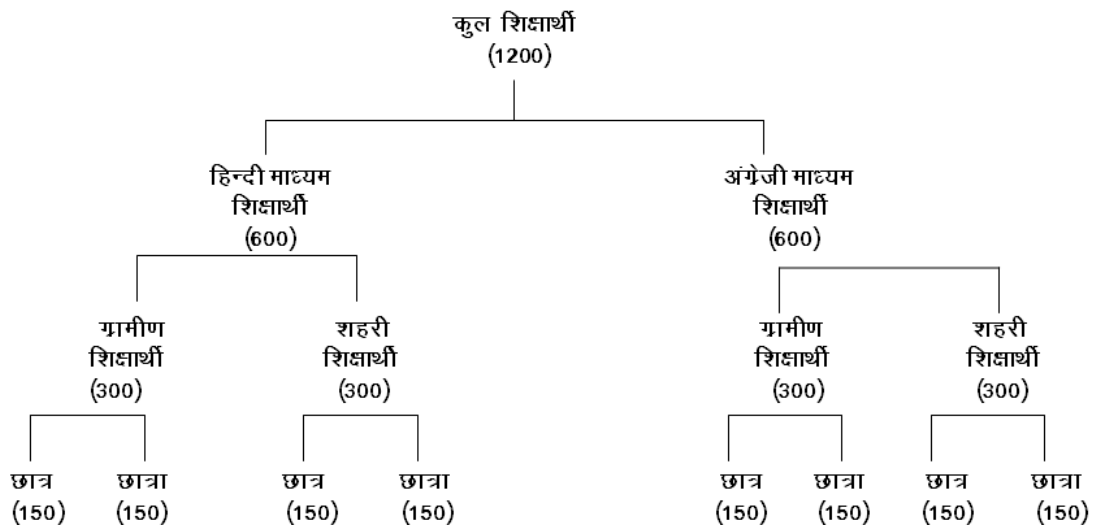 कुल शिक्षार्थी
(1200)
हिन्दी माध्यम
शिक्षार्थी
(600)
अंग्रेजी माध्यम
शिक्षार्थी
(600)
ग्रामीण
शिक्षार्थी
(300)
शहरी
शिक्षार्थी
(300)
ग्रामीण
शिक्षार्थी
(300)
शहरी
शिक्षार्थी
(300)
छात्र
(150)
छात्रा
(150)
छात्र
(150)
छात्रा
(150)
छात्र
(150)
छात्रा
(150)
छात्र
(150)
छात्रा
(150)